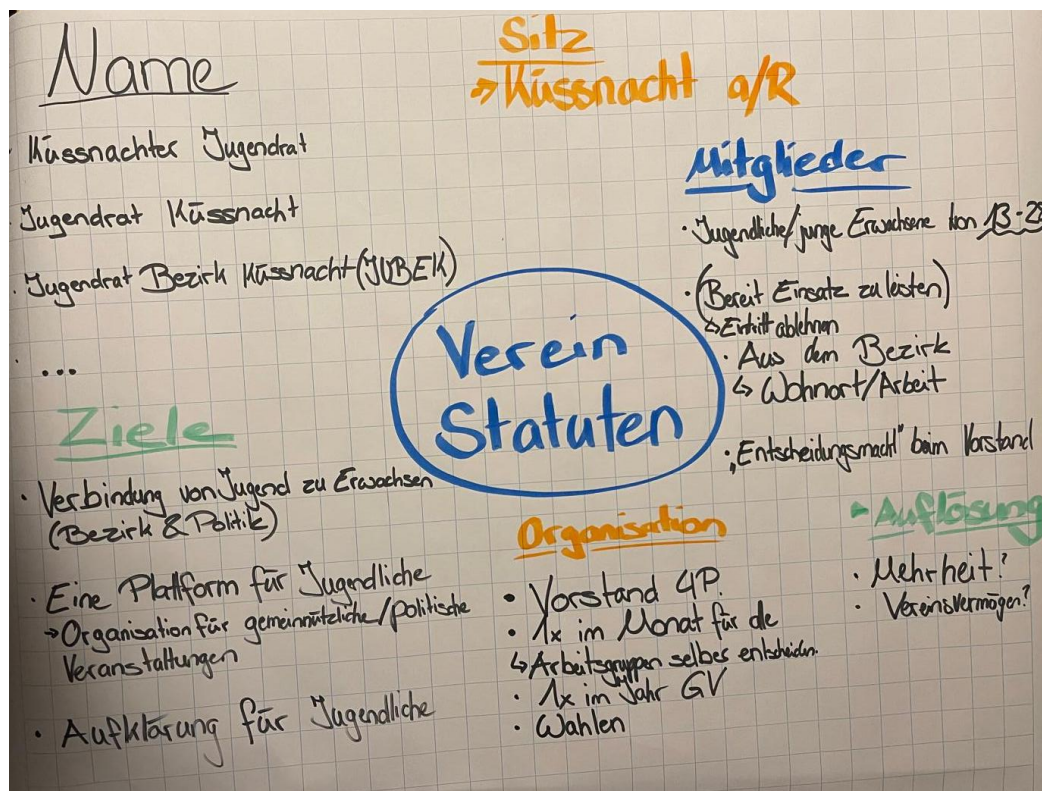 Name
· Küssnachter Jugendrat
· Jugendrat Küssnacht
· Jugendrat Bezirk Küssnacht (JUBEK)
· ...
Sitz
→ Küssnacht a/R
Mitglieder
· Jugendliche/junge Erwachsene von 13-25
· (Bereit Einsatz zu leisten)
↳ Eintritt ablehnen
· Aus dem Bezirk
↳ Wohnort/Arbeit
· „Entscheidungsmacht" beim Vorstand
Verein
Statuten
Ziele
· Verbindung von Jugend zu Erwachsen
(Bezirk & Politik)
· Eine Plattform für Jugendliche
→ Organisation für gemeinnützliche/politische
Veranstaltungen
· Aufklärung für Jugendliche
Organisation
· Vorstand 4P.
· 1x im Monat für die
↳ Arbeitsgruppen selber entscheiden.
· 1x im Jahr GV
· Wahlen
Auflösung
· Mehrheit?
· Vereinsvermögen?